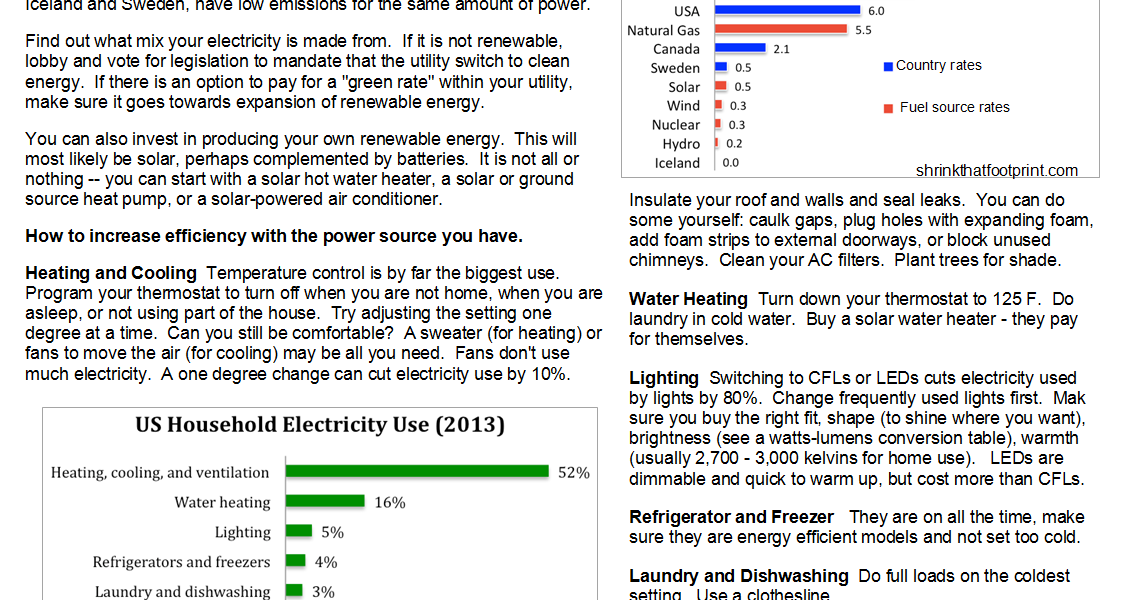 Iceland and Sweden, have low emissions for the same amount of power.
Find out what mix your electricity is made from.  If it is not renewable,
lobby and vote for legislation to mandate that the utility switch to clean
energy.  If there is an option to pay for a "green rate" within your utility,
make sure it goes towards expansion of renewable energy.
You can also invest in producing your own renewable energy.  This will
most likely be solar, perhaps complemented by batteries.  It is not all or
nothing -- you can start with a solar hot water heater, a solar or ground
source heat pump, or a solar-powered air conditioner.
How to increase efficiency with the power source you have.
Heating and Cooling  Temperature control is by far the biggest use.
Program your thermostat to turn off when you are not home, when you are
asleep, or not using part of the house.  Try adjusting the setting one
degree at a time.  Can you still be comfortable?  A sweater (for heating) or
fans to move the air (for cooling) may be all you need.  Fans don't use
much electricity.  A one degree change can cut electricity use by 10%.
US Household Electricity Use (2013)
Heating, cooling, and ventilation 52%
Water heating 16%
Lighting 5%
Refrigerators and freezers 4%
Laundry and dishwashing 3%
USA 6.0
Natural Gas 5.5
Canada 2.1
Sweden 0.5
Solar 0.5
Wind 0.3
Nuclear 0.3
Hydro 0.2
Iceland 0.0
Country rates
Fuel source rates
shrinkthatfootprint.com
Insulate your roof and walls and seal leaks.  You can do
some yourself: caulk gaps, plug holes with expanding foam,
add foam strips to external doorways, or block unused
chimneys.  Clean your AC filters.  Plant trees for shade.
Water Heating  Turn down your thermostat to 125 F.  Do
laundry in cold water.  Buy a solar water heater - they pay
for themselves.
Lighting  Switching to CFLs or LEDs cuts electricity used
by lights by 80%.  Change frequently used lights first.  Mak
sure you buy the right fit, shape (to shine where you want),
brightness (see a watts-lumens conversion table), warmth
(usually 2,700 - 3,000 kelvins for home use).   LEDs are
dimmable and quick to warm up, but cost more than CFLs.
Refrigerator and Freezer   They are on all the time, make
sure they are energy efficient models and not set too cold.
Laundry and Dishwashing  Do full loads on the coldest
setting.  Use a clothesline